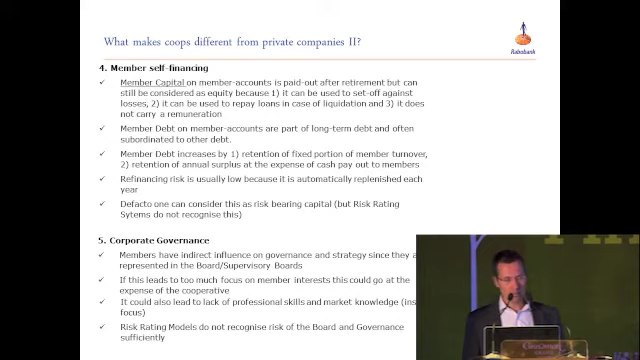 What makes coops different from private companies II?
Rabobank
4. Member self-financing
✓ Member Capital on member-accounts is paid-out after retirement but can
still be considered as equity because 1) it can be used to set-off against
losses, 2) it can be used to repay loans in case of liquidation and 3) it does
not carry a remuneration
✓ Member Debt on member-accounts are part of long-term debt and often
subordinated to other debt.
✓ Member Debt increases by 1) retention of fixed portion of member turnover,
2) retention of annual surplus at the expense of cash pay out to members
✓ Refinancing risk is usually low because it is automatically replenished each
year
✓ Defacto one can consider this as risk bearing capital (but Risk Rating
Sytems do not recognise this)
5. Corporate Governance
✓ Members have indirect influence on governance and strategy since they a
represented in the Board/Supervisory Boards
✓ If this leads to too much focus on member interests this could go at the
expense of the cooperative
✓ It could also lead to lack of professional skills and market knowledge (ins
focus)
✓ Risk Rating Models do not recognise risk of the Board and Governance
sufficiently